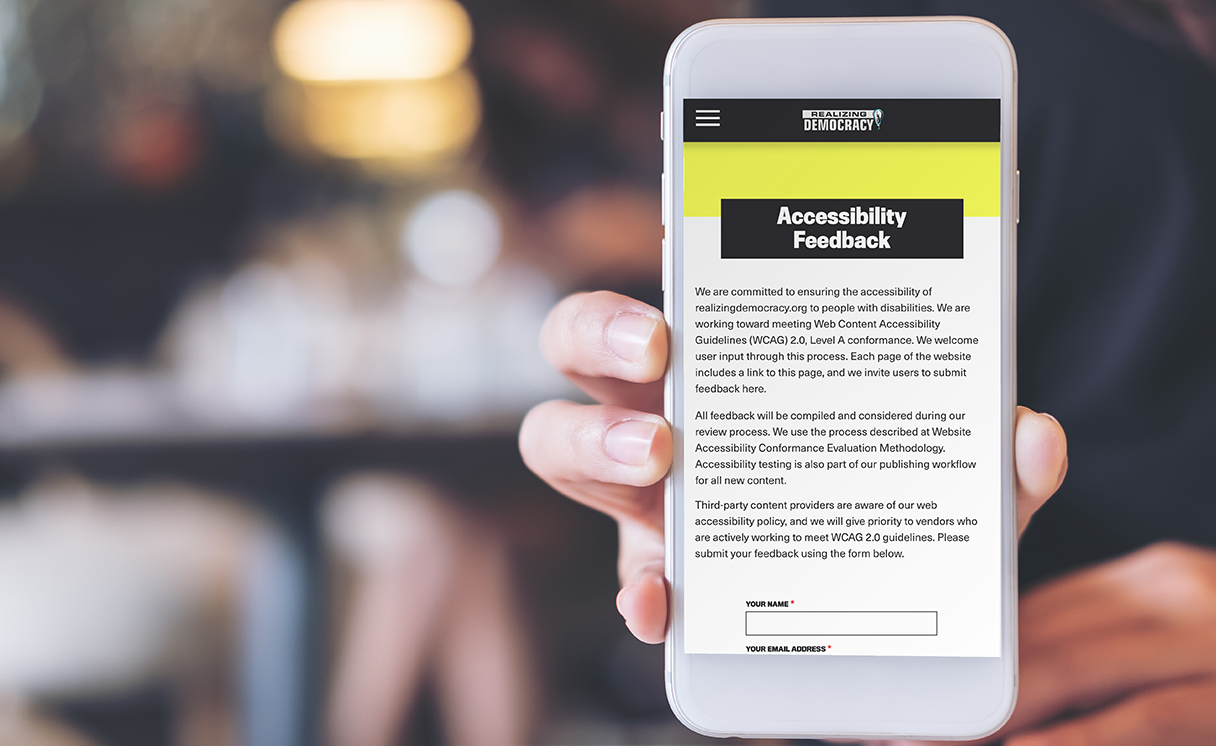 REALIZING
DEMOCRACY
Accessibility
Feedback
We are committed to ensuring the accessibility of
realizingdemocracy.org to people with disabilities. We are
working toward meeting Web Content Accessibility
Guidelines (WCAG) 2.0, Level A conformance. We welcome
user input through this process. Each page of the website
includes a link to this page, and we invite users to submit
feedback here.
All feedback will be compiled and considered during our
review process. We use the process described at Website
Accessibility Conformance Evaluation Methodology.
Accessibility testing is also part of our publishing workflow
for all new content.
Third-party content providers are aware of our web
accessibility policy, and we will give priority to vendors who
are actively working to meet WCAG 2.0 guidelines. Please
submit your feedback using the form below.
YOUR NAME *
YOUR EMAIL ADDRESS *